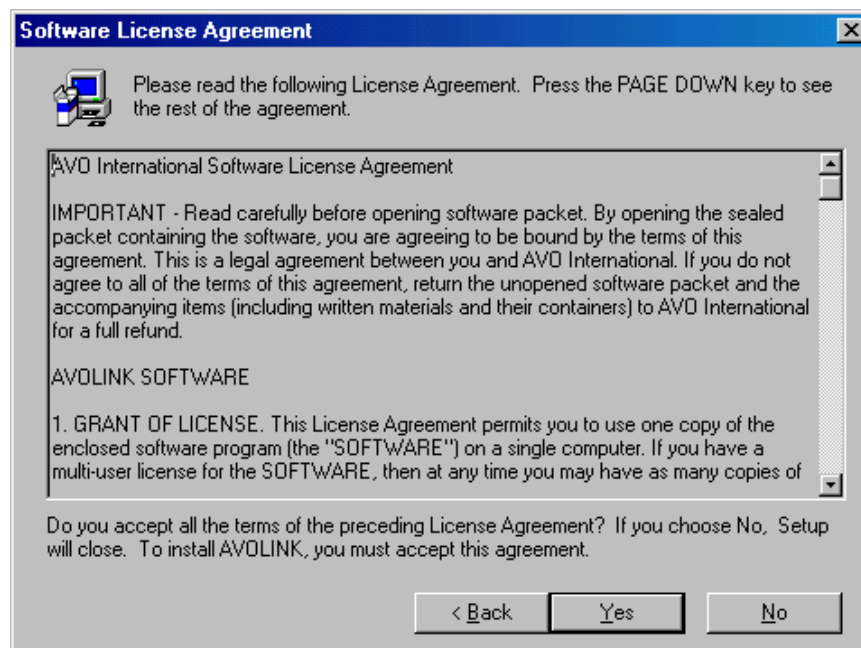 Software License Agreement
Please read the following License Agreement.  Press the PAGE DOWN key to see
the rest of the agreement.
AVO International Software License Agreement
IMPORTANT - Read carefully before opening software packet. By opening the sealed
packet containing the software, you are agreeing to be bound by the terms of this
agreement. This is a legal agreement between you and AVO International. If you do not
agree to all of the terms of this agreement, return the unopened software packet and the
accompanying items (including written materials and their containers) to AVO International
for a full refund.
AVOLINK SOFTWARE
1. GRANT OF LICENSE. This License Agreement permits you to use one copy of the
enclosed software program (the "SOFTWARE") on a single computer. If you have a
multi-user license for the SOFTWARE, then at any time you may have as many copies of
Do you accept all the terms of the preceding License Agreement?  If you choose No,  Setup
will close.  To install AVOLINK, you must accept this agreement.
< Back
Yes
No